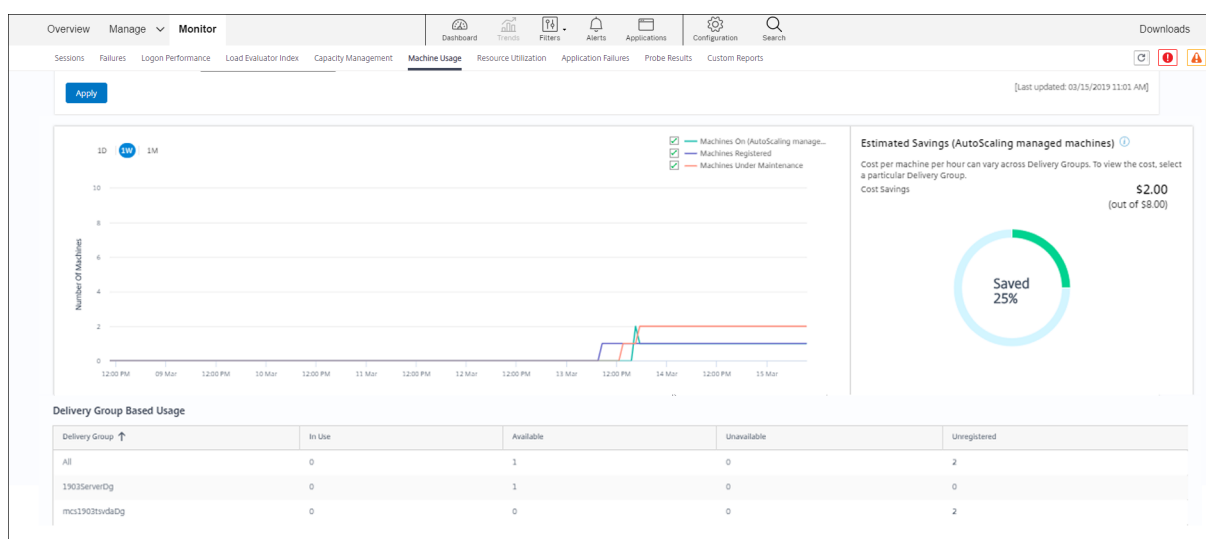 Overview Manage Monitor Dashboard Trends Filters Alerts Applications Configuration Search Downloads
Sessions Failures Logon Performance Load Evaluator Index Capacity Management Machine Usage Resource Utilization Application Failures Probe Results Custom Reports
Apply
[Last updated: 03/15/2019 11:01 AM]
1D 1W 1M
Machines On (AutoScaling manage...
Machines Registered
Machines Under Maintenance
Number Of Machines
10
8
6
4
2
0
12:00 PM 09 Mar 12:00 PM 10 Mar 12:00 PM 11 Mar 12:00 PM 12 Mar 12:00 PM 13 Mar 12:00 PM 14 Mar 12:00 PM 15 Mar
Estimated Savings (AutoScaling managed machines)
Cost per machine per hour can vary across Delivery Groups. To view the cost, select
a particular Delivery Group.
Cost Savings $2.00
(out of $8.00)
Saved
25%
Delivery Group Based Usage
Delivery Group In Use Available Unavailable Unregistered
All 0 1 0 2
1903ServerDg 0 1 0 0
mcs1903tsvdaDg 0 0 0 2